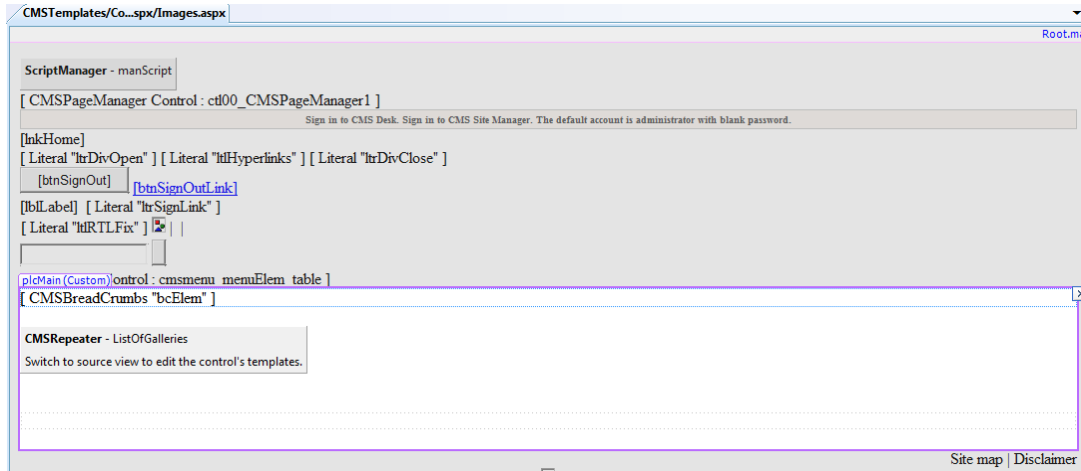 CMSTemplates/Co...spx/Images.aspx
Root.ma
ScriptManager - manScript
[ CMSPageManager Control : ctl00_CMSPageManager1 ]
Sign in to CMS Desk. Sign in to CMS Site Manager. The default account is administrator with blank password.
[lnkHome]
[ Literal "ltrDivOpen" ] [ Literal "ltlHyperlinks" ] [ Literal "ltrDivClose" ]
[btnSignOut] [btnSignOutLink]
[lblLabel] [ Literal "ltrSignLink" ]
[ Literal "ltlRTLFix" ] | |
plcMain (Custom) ontrol : cmsmenu_menuElem_table ]
[ CMSBreadCrumbs "bcElem" ]
CMSRepeater - ListOfGalleries
Switch to source view to edit the control's templates.
Site map | Disclaimer